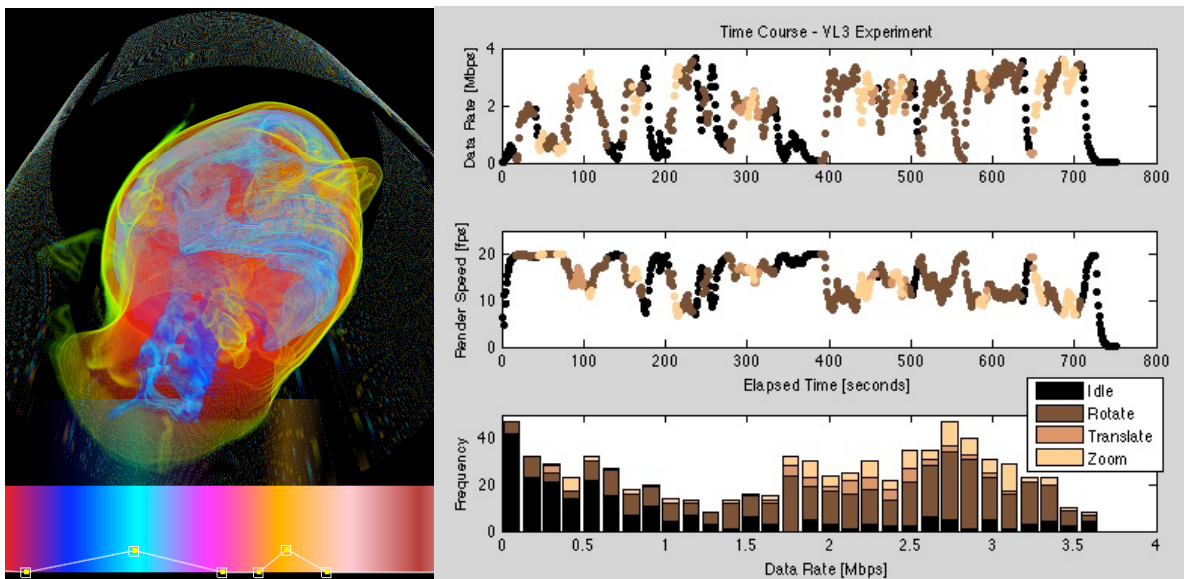 Time Course - VL3 Experiment
Data Rate [Mbps]
4
2
0
0 100 200 300 400 500 600 700 800
Render Speed [fps]
20
10
0
0 100 200 300 400 500 600 700 800
Elapsed Time [seconds]
Idle
Rotate
Translate
Zoom
Frequency
40
20
0
0 0.5 1 1.5 2 2.5 3 3.5 4
Data Rate [Mbps]